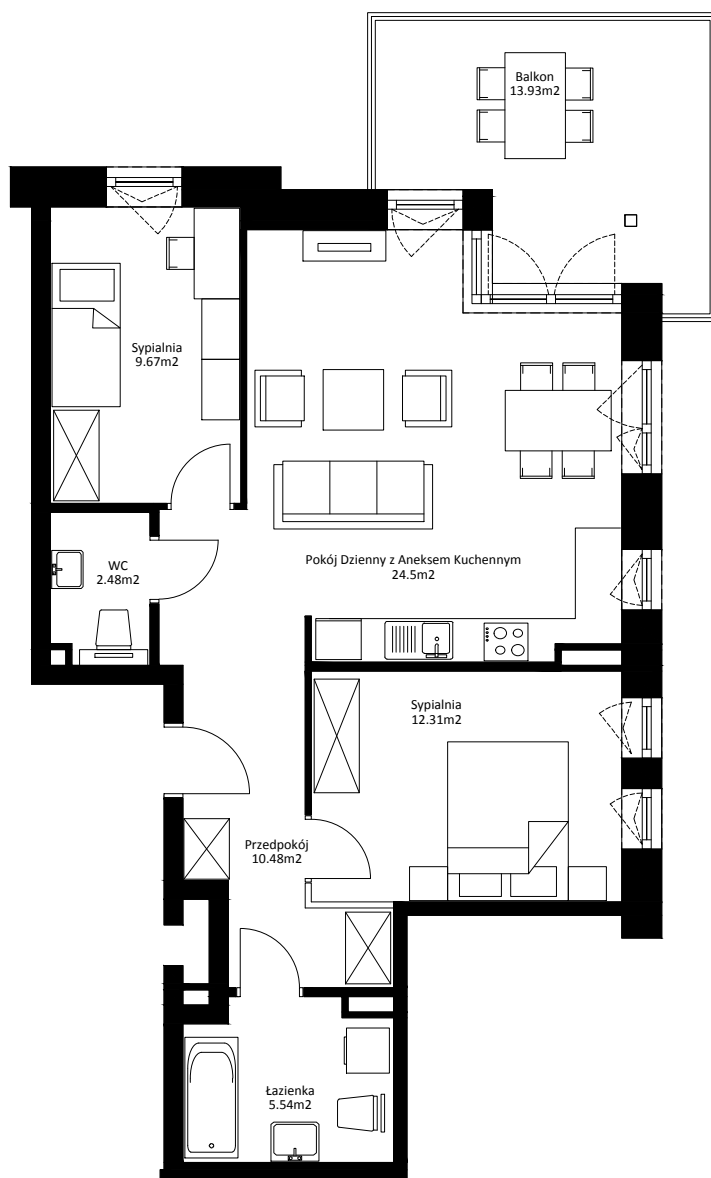 Balkon
13.93m2
Sypialnia
9.67m2
WC
2.48m2
Pokój Dzienny z Aneksem Kuchennym
24.5m2
Sypialnia
12.31m2
Przedpokój
10.48m2
Łazienka
5.54m2